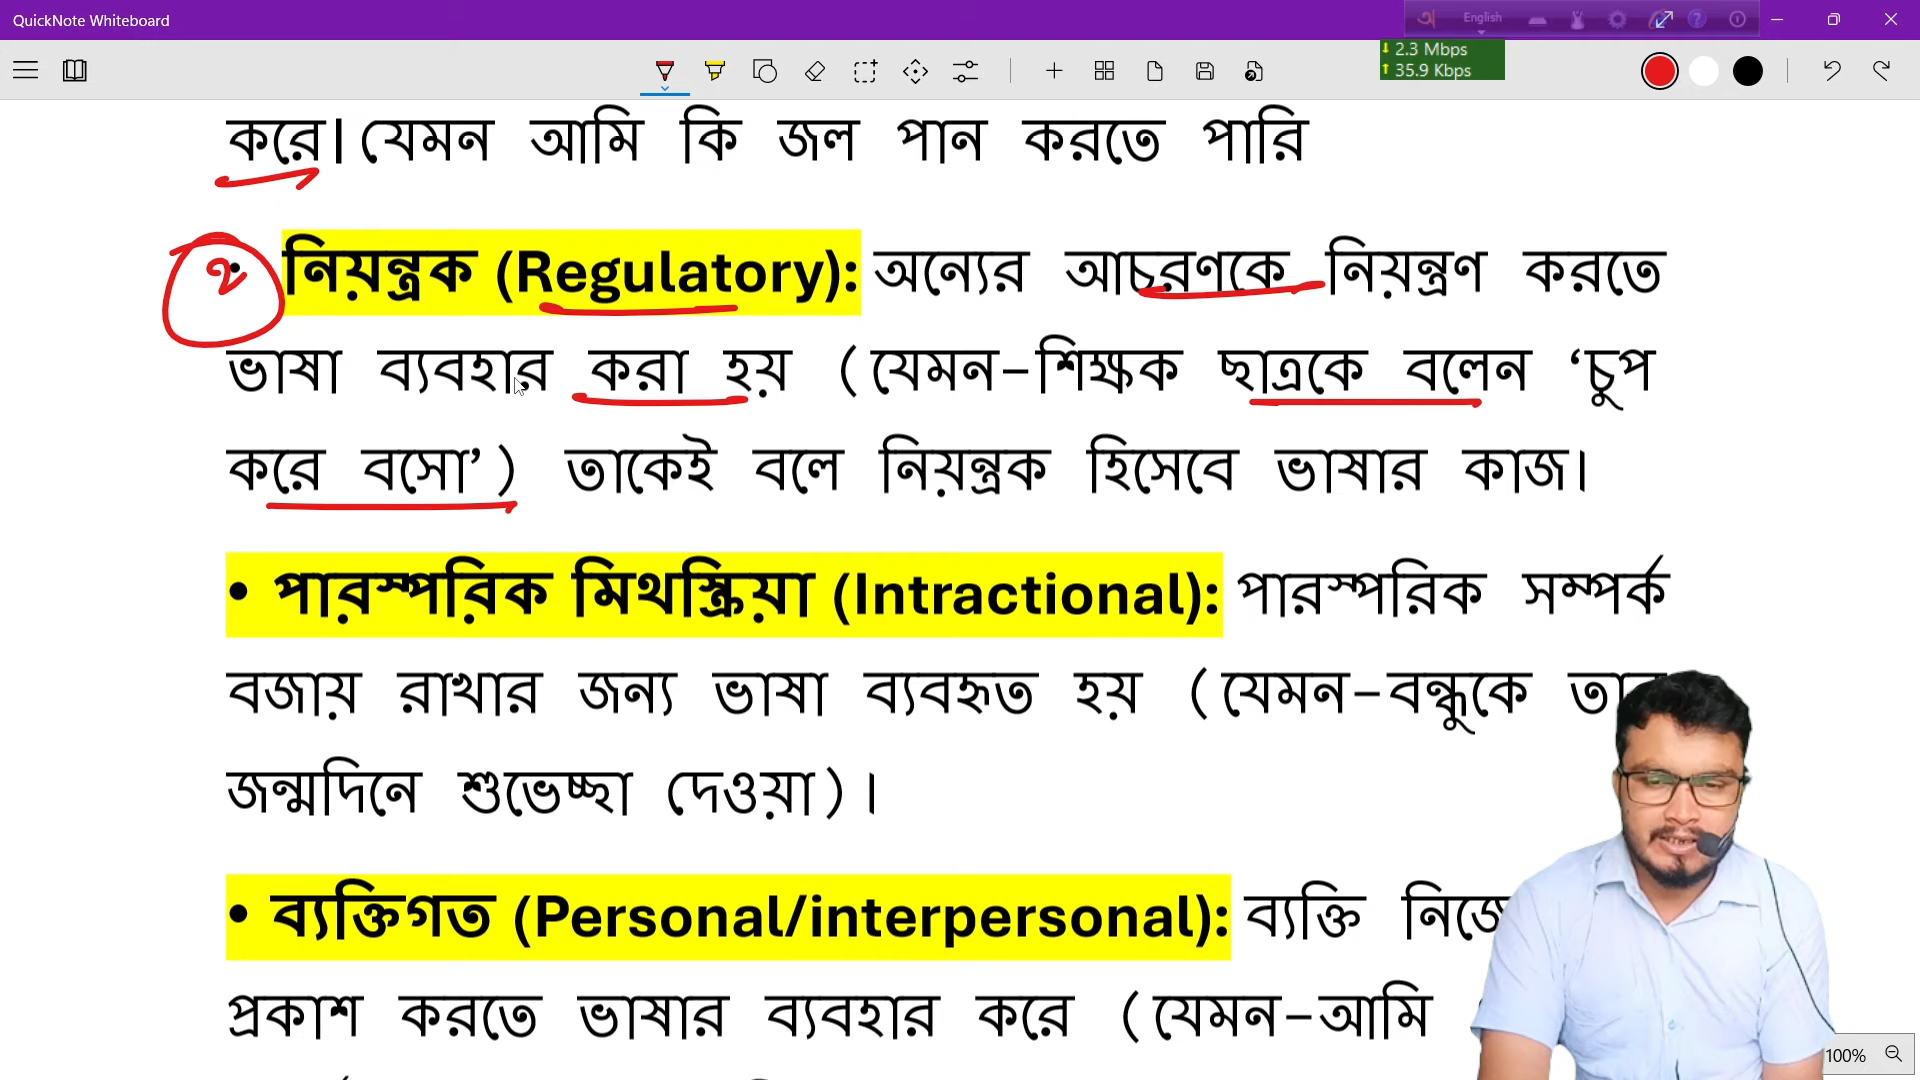 QuickNote Whiteboard
English
2.3 Mbps
35.9 Kbps
করে। যেমন আমি কি জল পান করতে পারি
২
• নিয়ন্ত্রক (Regulatory): অন্যের আচরণকে নিয়ন্ত্রণ করতে
ভাষা ব্যবহার করা হয় (যেমন-শিক্ষক ছাত্রকে বলেন ‘চুপ
করে বসো’) তাকেই বলে নিয়ন্ত্রক হিসেবে ভাষার কাজ।
• পারস্পরিক মিথস্ক্রিয়া (Intractional): পারস্পরিক সম্পর্ক
বজায় রাখার জন্য ভাষা ব্যবহৃত হয় (যেমন-বন্ধুকে তার
জন্মদিনে শুভেচ্ছা দেওয়া)।
• ব্যক্তিগত (Personal/interpersonal): ব্যক্তি
প্রকাশ করতে ভাষার ব্যবহার করে (যেমন-আমি
100%